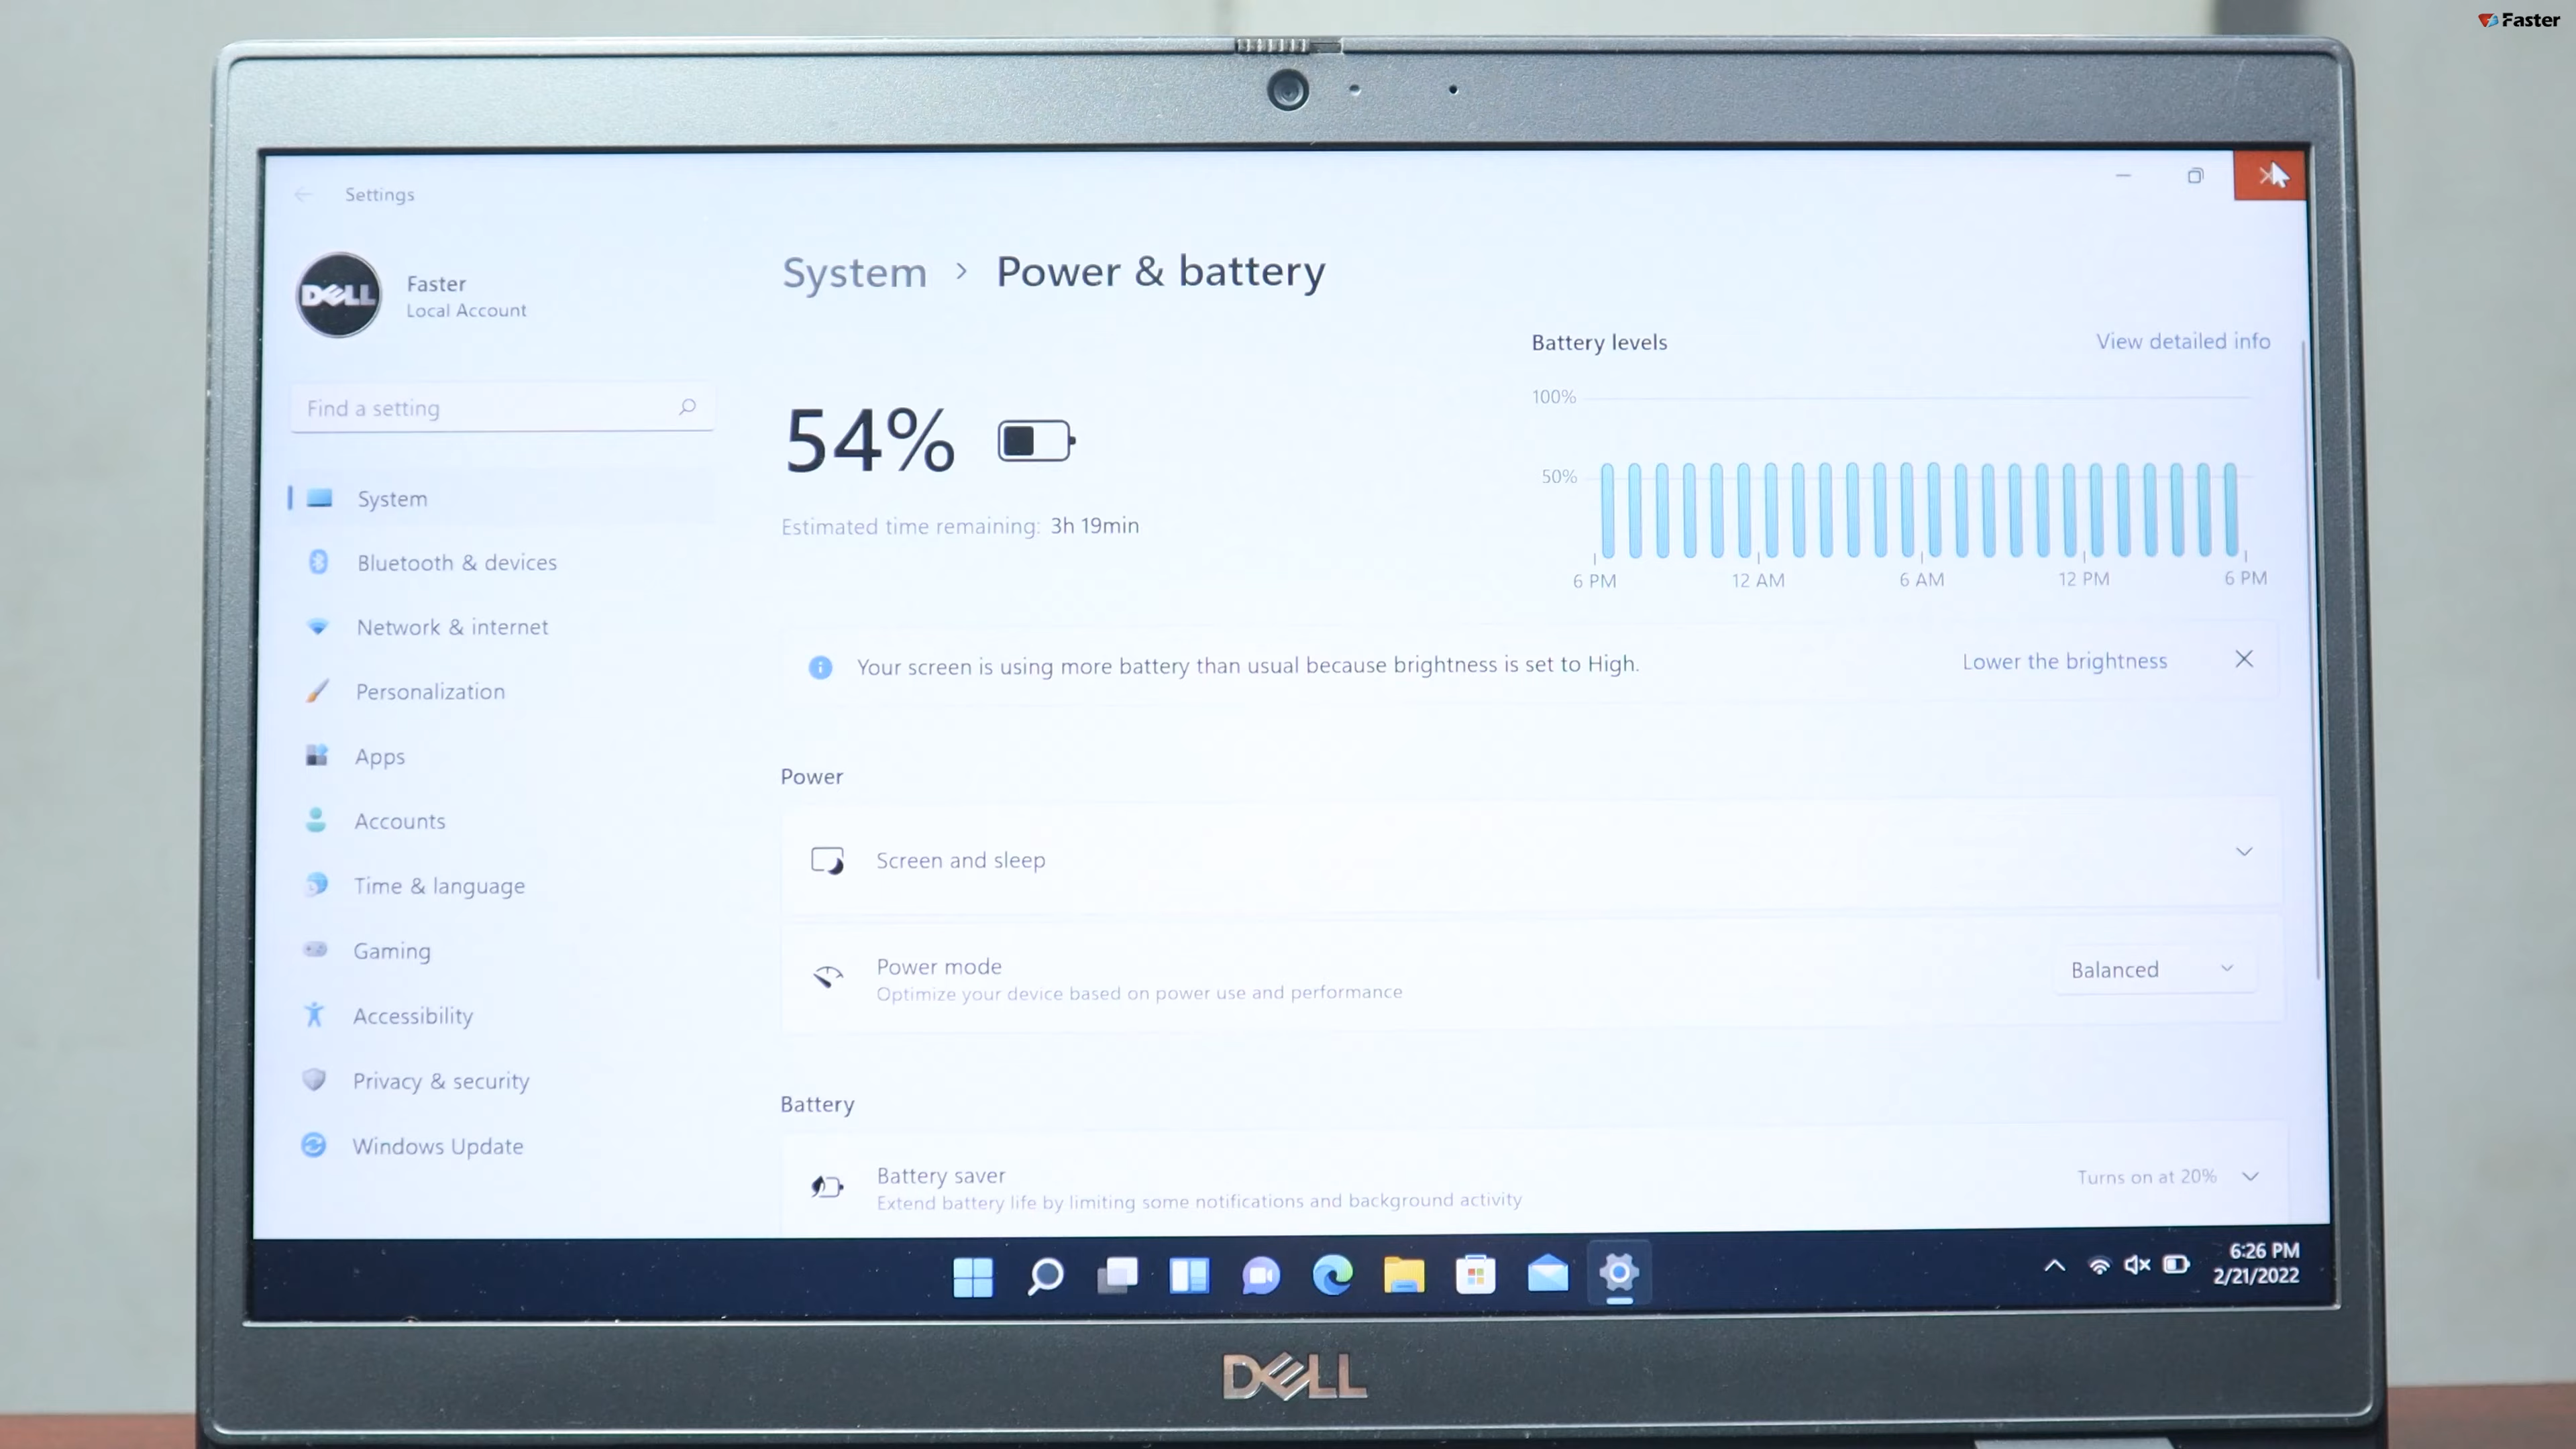 Faster
Settings
DELL
Faster
Local Account
Find a setting
System
Bluetooth & devices
Network & internet
Personalization
Apps
Accounts
Time & language
Gaming
Accessibility
Privacy & security
Windows Update
System > Power & battery
54%
Estimated time remaining: 3h 19min
Battery levels
View detailed info
100%
50%
6 PM 12 AM 6 AM 12 PM 6 PM
Your screen is using more battery than usual because brightness is set to High.
Lower the brightness
Power
Screen and sleep
Power mode
Optimize your device based on power use and performance
Balanced
Battery
Battery saver
Extend battery life by limiting some notifications and background activity
Turns on at 20%
6:26 PM
2/21/2022
DELL